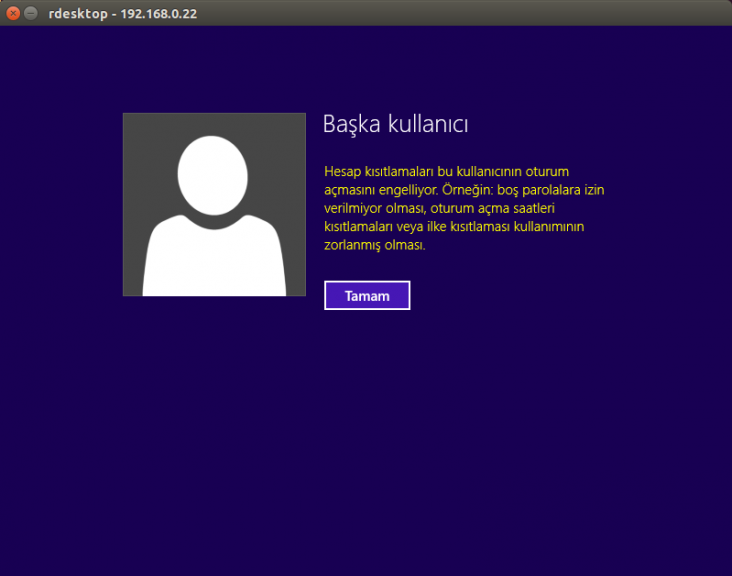 rdesktop - 192.168.0.22
Başka kullanıcı
Hesap kısıtlamaları bu kullanıcının oturum
açmasını engelliyor. Örneğin: boş parolalara izin
verilmiyor olması, oturum açma saatleri
kısıtlamaları veya ilke kısıtlaması kullanımının
zorlanmış olması.
Tamam